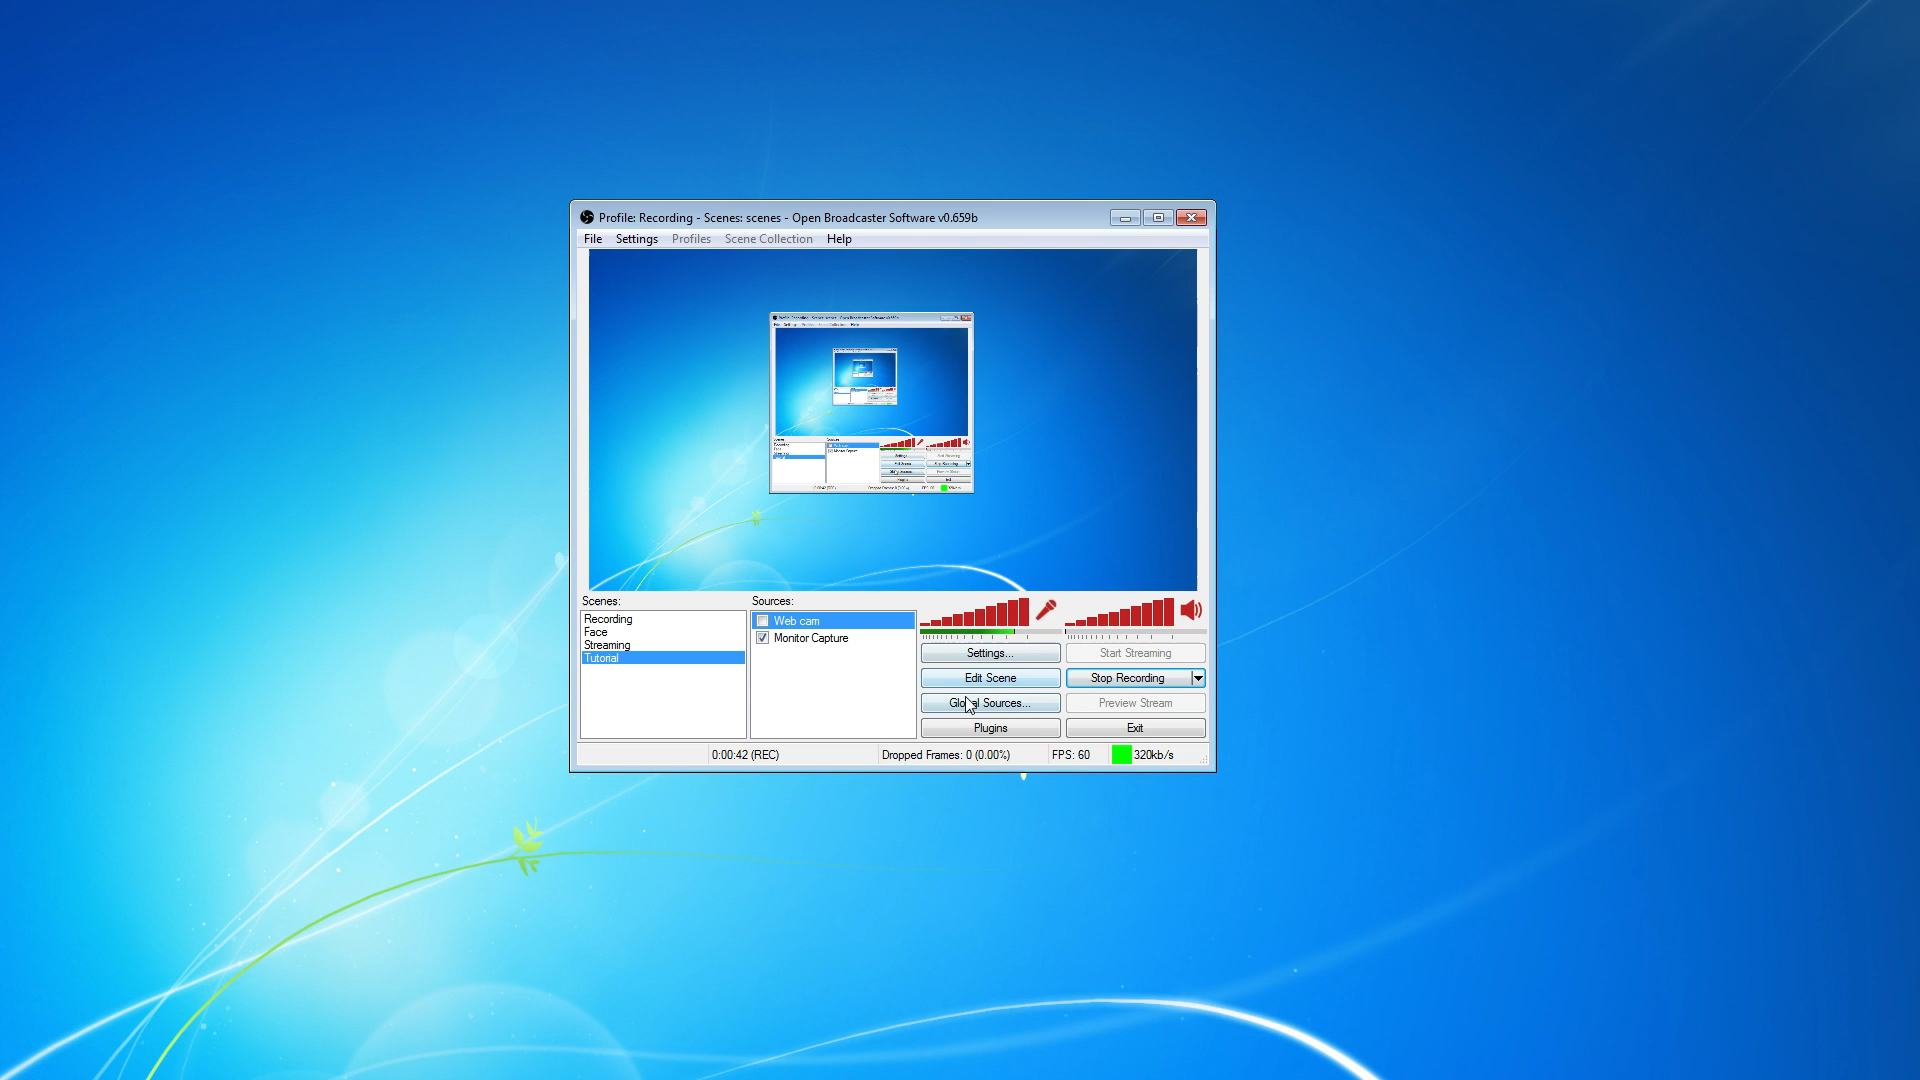 Profile: Recording - Scenes: scenes - Open Broadcaster Software v0.659b
File Settings Profiles Scene Collection Help
Scenes:
Recording
Face
Streaming
Tutorial
Sources:
Web cam
Monitor Capture
Settings...
Start Streaming
Edit Scene
Stop Recording
Global Sources...
Preview Stream
Plugins
Exit
0:00:42 (REC)
Dropped Frames: 0 (0.00%)
FPS: 60
320kb/s